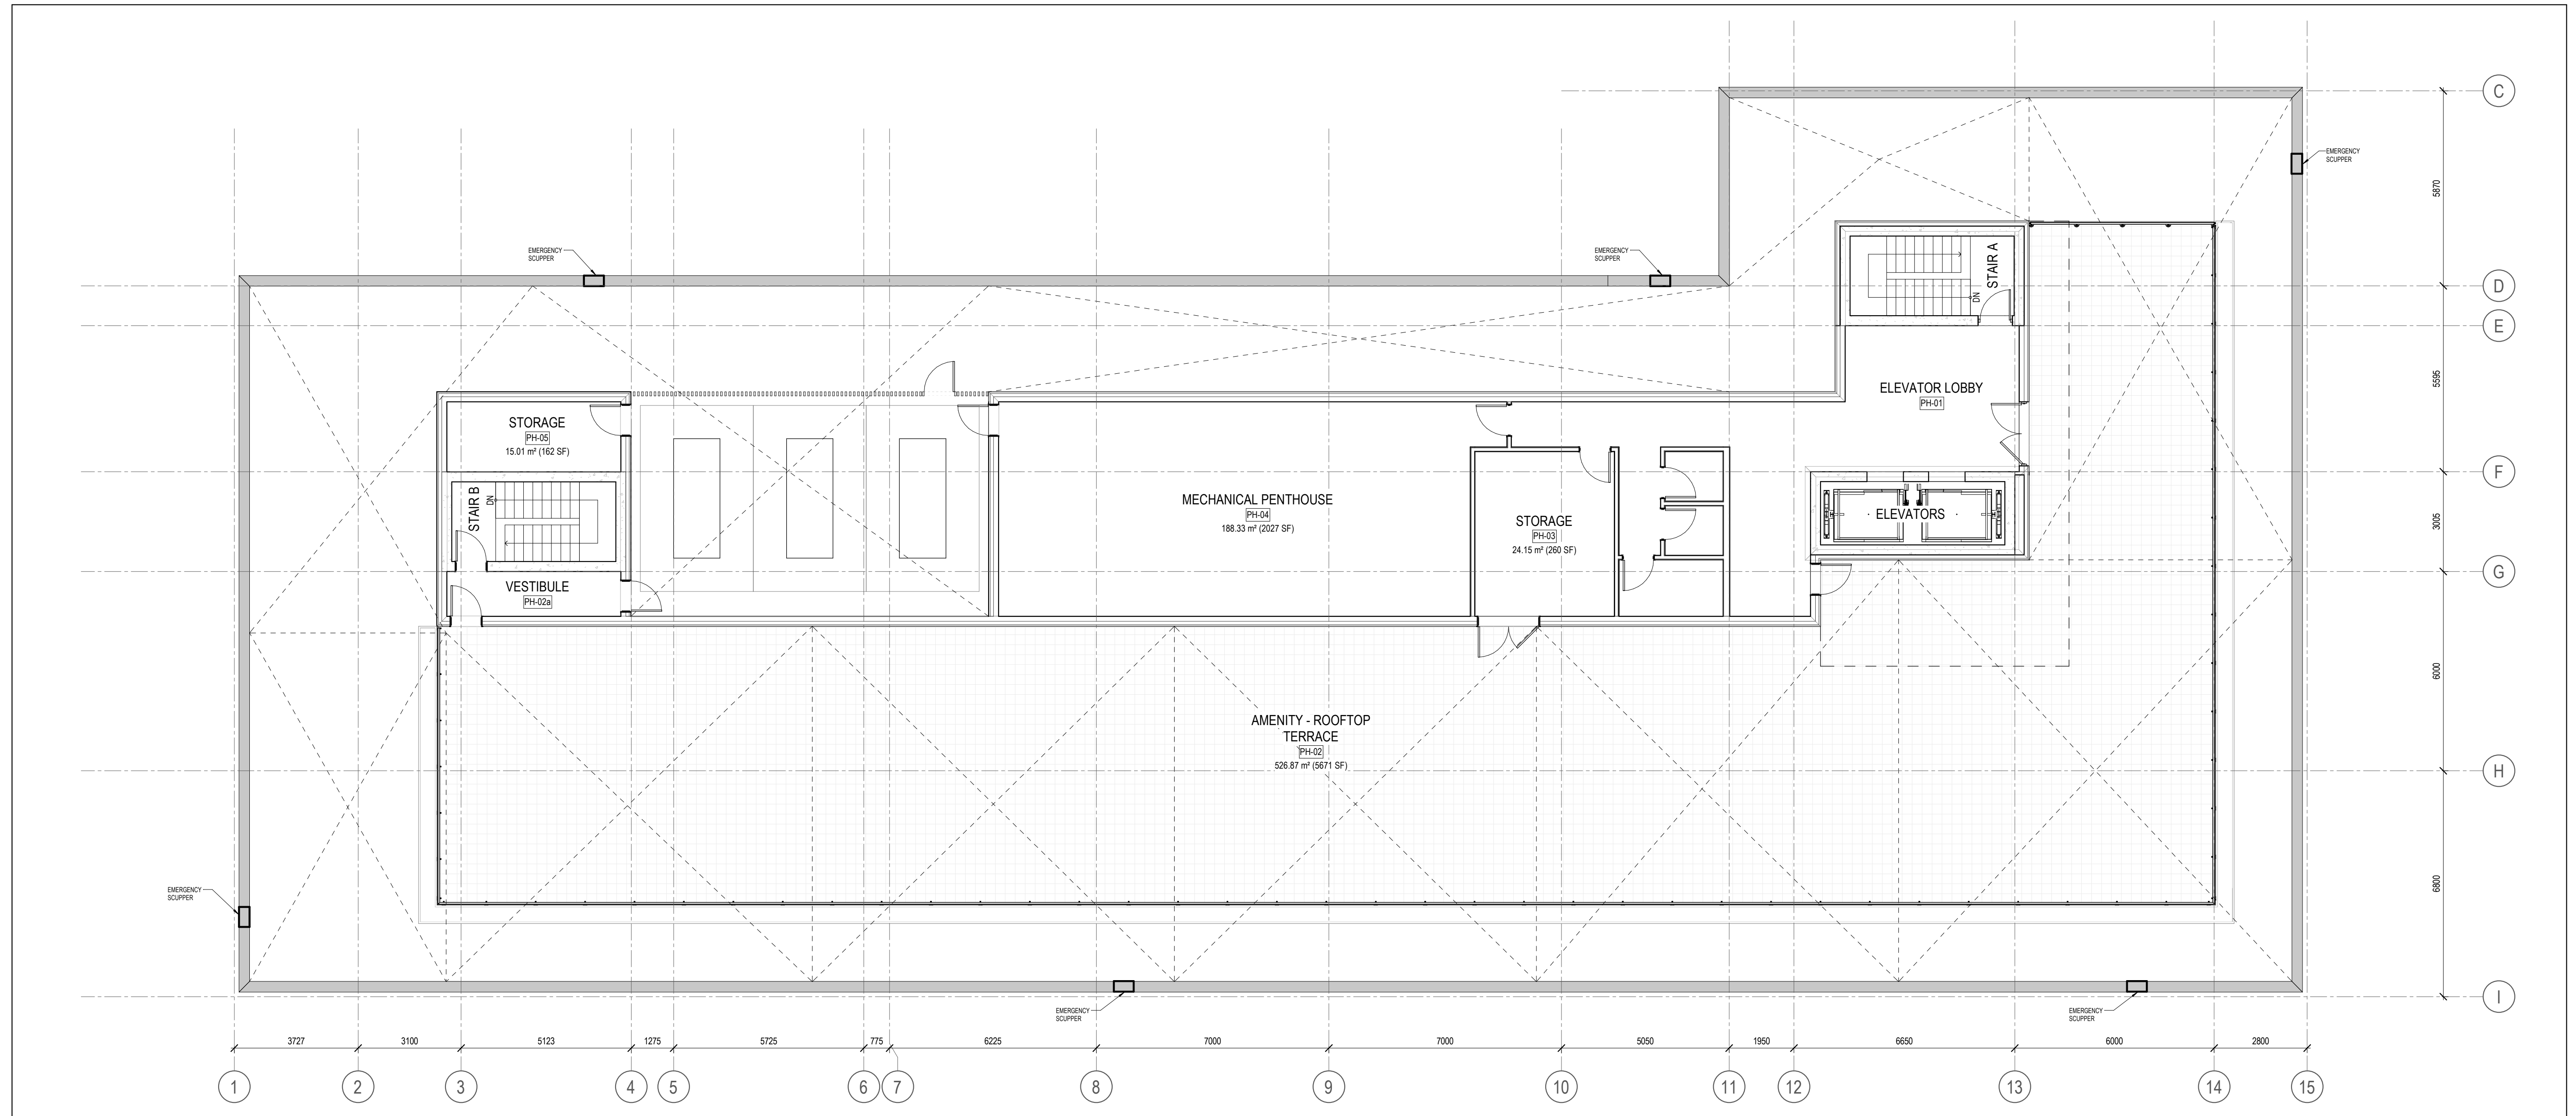 C
EMERGENCY
SCUPPER
5870
EMERGENCY
SCUPPER
EMERGENCY
SCUPPER
STAIR A
DN
D
E
ELEVATOR LOBBY
PH-01
5595
STORAGE
PH-05
15.01 m² (162 SF)
F
STAIR B
DN
MECHANICAL PENTHOUSE
PH-04
188.33 m² (2027 SF)
STORAGE
PH-03
24.15 m² (260 SF)
ELEVATORS
3005
G
VESTIBULE
PH-02a
6000
AMENITY - ROOFTOP
TERRACE
PH-02
526.87 m² (5671 SF)
H
6800
EMERGENCY
SCUPPER
I
EMERGENCY
SCUPPER
EMERGENCY
SCUPPER
3727 3100 5123 1275 5725 775 6225 7000 7000 5050 1950 6650 6000 2800
1 2 3 4 5 6 7 8 9 10 11 12 13 14 15